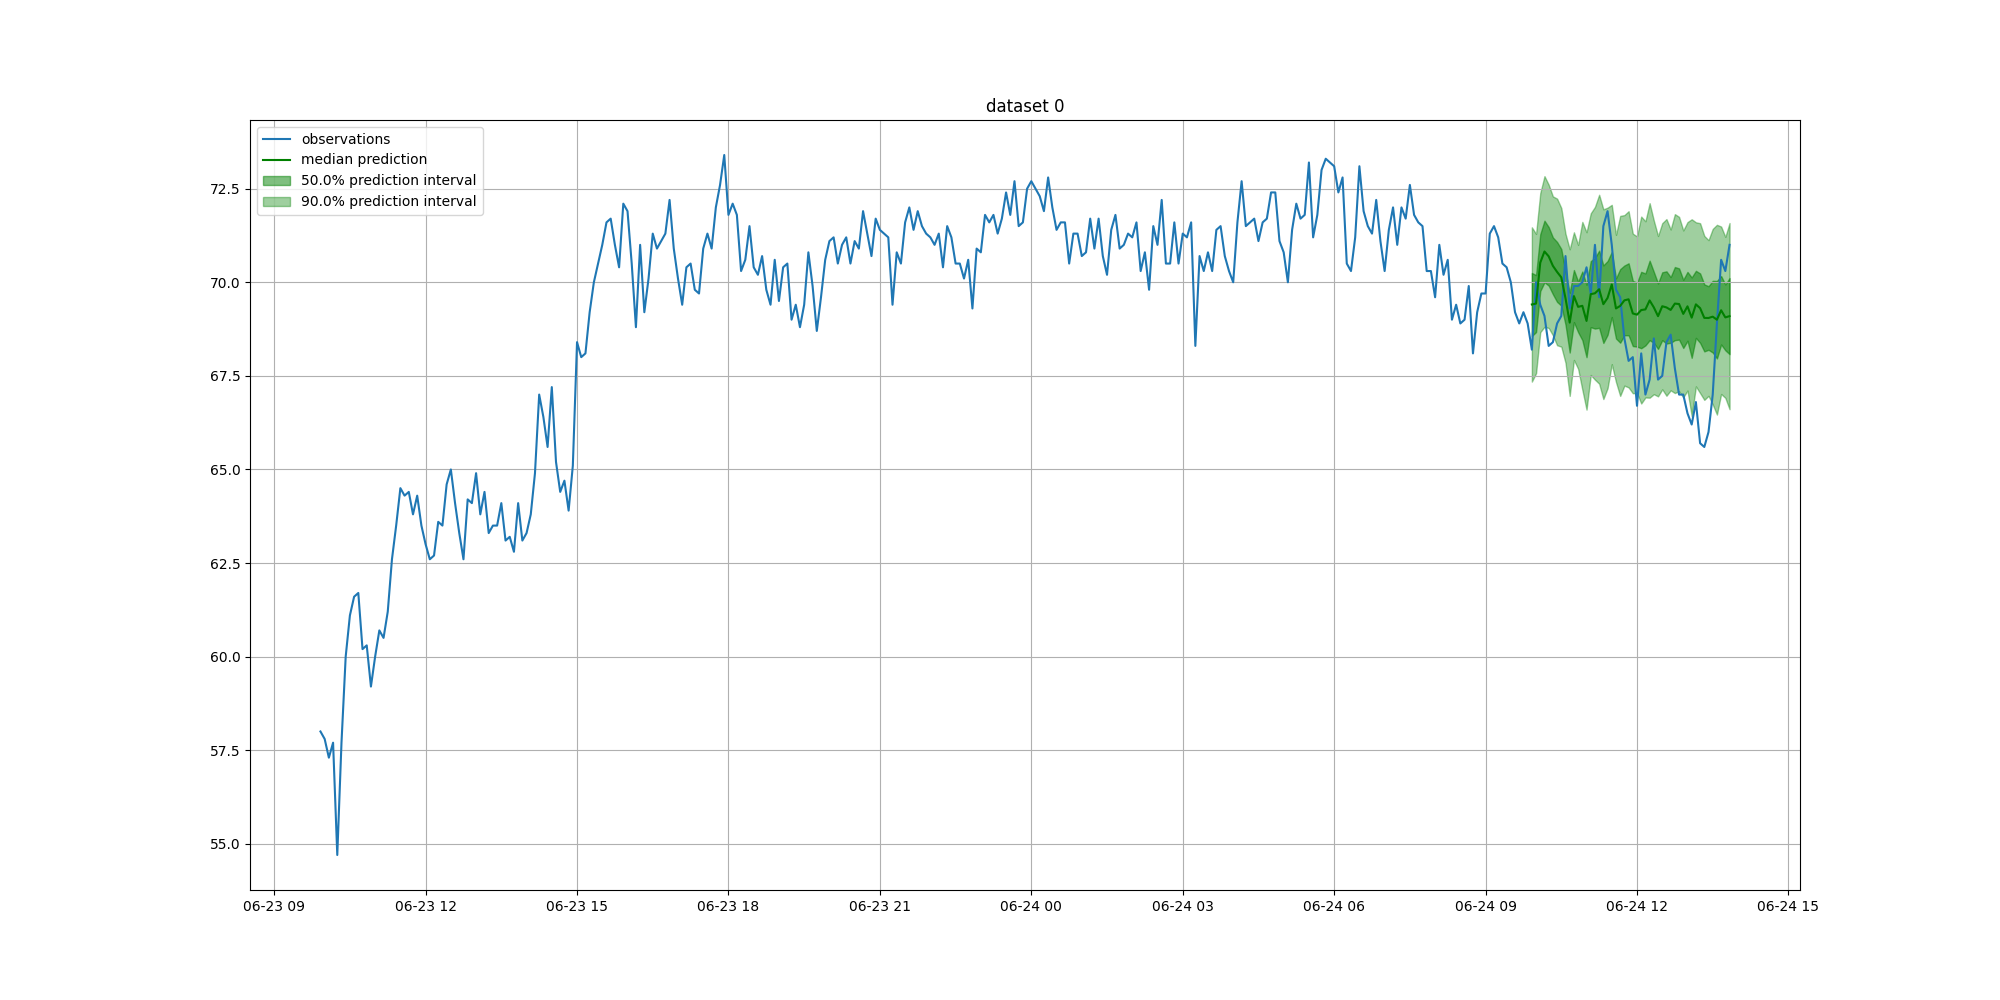 dataset 0
observations
median prediction
50.0% prediction interval
90.0% prediction interval
72.5
70.0
67.5
65.0
62.5
60.0
57.5
55.0
06-23 09 06-23 12 06-23 15 06-23 18 06-23 21 06-24 00 06-24 03 06-24 06 06-24 09 06-24 12 06-24 15